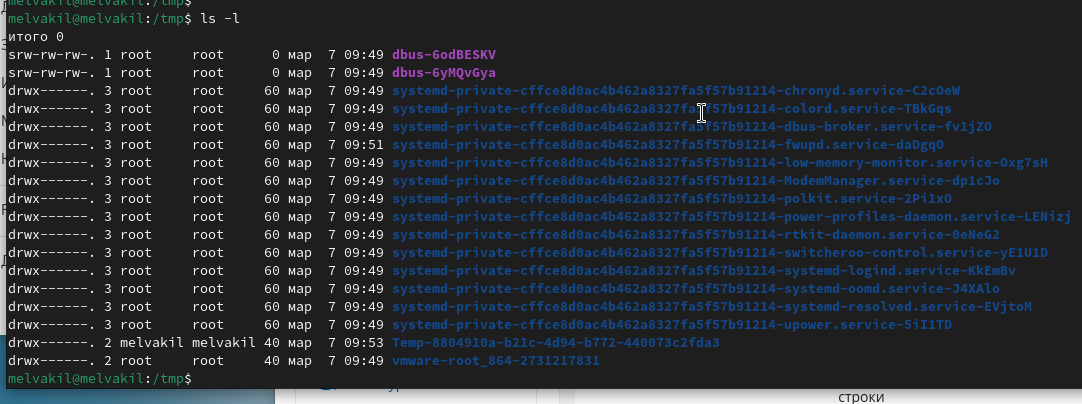 melvakil@melvakil:/tmp$
melvakil@melvakil:/tmp$ ls -l
итого 0
srw-rw-rw-. 1 root     root      0 мар  7 09:49 dbus-6odBESKV
srw-rw-rw-. 1 root     root      0 мар  7 09:49 dbus-6yMQvGya
drwx------. 3 root     root     60 мар  7 09:49 systemd-private-cffce8d0ac4b462a8327fa5f57b91214-chronyd.service-C2cOeW
drwx------. 3 root     root     60 мар  7 09:49 systemd-private-cffce8d0ac4b462a8327fa5f57b91214-colord.service-TBkGqs
drwx------. 3 root     root     60 мар  7 09:49 systemd-private-cffce8d0ac4b462a8327fa5f57b91214-dbus-broker.service-fv1jZO
drwx------. 3 root     root     60 мар  7 09:51 systemd-private-cffce8d0ac4b462a8327fa5f57b91214-fwupd.service-daDgqO
drwx------. 3 root     root     60 мар  7 09:49 systemd-private-cffce8d0ac4b462a8327fa5f57b91214-low-memory-monitor.service-Oxg7sH
drwx------. 3 root     root     60 мар  7 09:49 systemd-private-cffce8d0ac4b462a8327fa5f57b91214-ModemManager.service-dp1cJo
drwx------. 3 root     root     60 мар  7 09:49 systemd-private-cffce8d0ac4b462a8327fa5f57b91214-polkit.service-2Pi1xO
drwx------. 3 root     root     60 мар  7 09:49 systemd-private-cffce8d0ac4b462a8327fa5f57b91214-power-profiles-daemon.service-LENizj
drwx------. 3 root     root     60 мар  7 09:49 systemd-private-cffce8d0ac4b462a8327fa5f57b91214-rtkit-daemon.service-0eNeG2
drwx------. 3 root     root     60 мар  7 09:49 systemd-private-cffce8d0ac4b462a8327fa5f57b91214-switcheroo-control.service-yE1U1D
drwx------. 3 root     root     60 мар  7 09:49 systemd-private-cffce8d0ac4b462a8327fa5f57b91214-systemd-logind.service-KkEmBv
drwx------. 3 root     root     60 мар  7 09:49 systemd-private-cffce8d0ac4b462a8327fa5f57b91214-systemd-oomd.service-J4XAlo
drwx------. 3 root     root     60 мар  7 09:49 systemd-private-cffce8d0ac4b462a8327fa5f57b91214-systemd-resolved.service-EVjtoM
drwx------. 3 root     root     60 мар  7 09:49 systemd-private-cffce8d0ac4b462a8327fa5f57b91214-upower.service-5iI1TD
drwx------. 2 melvakil melvakil 40 мар  7 09:53 Temp-8804910a-b21c-4d94-b772-440073c2fda3
drwx------. 2 root     root     40 мар  7 09:49 vmware-root_864-2731217831
melvakil@melvakil:/tmp$
строки